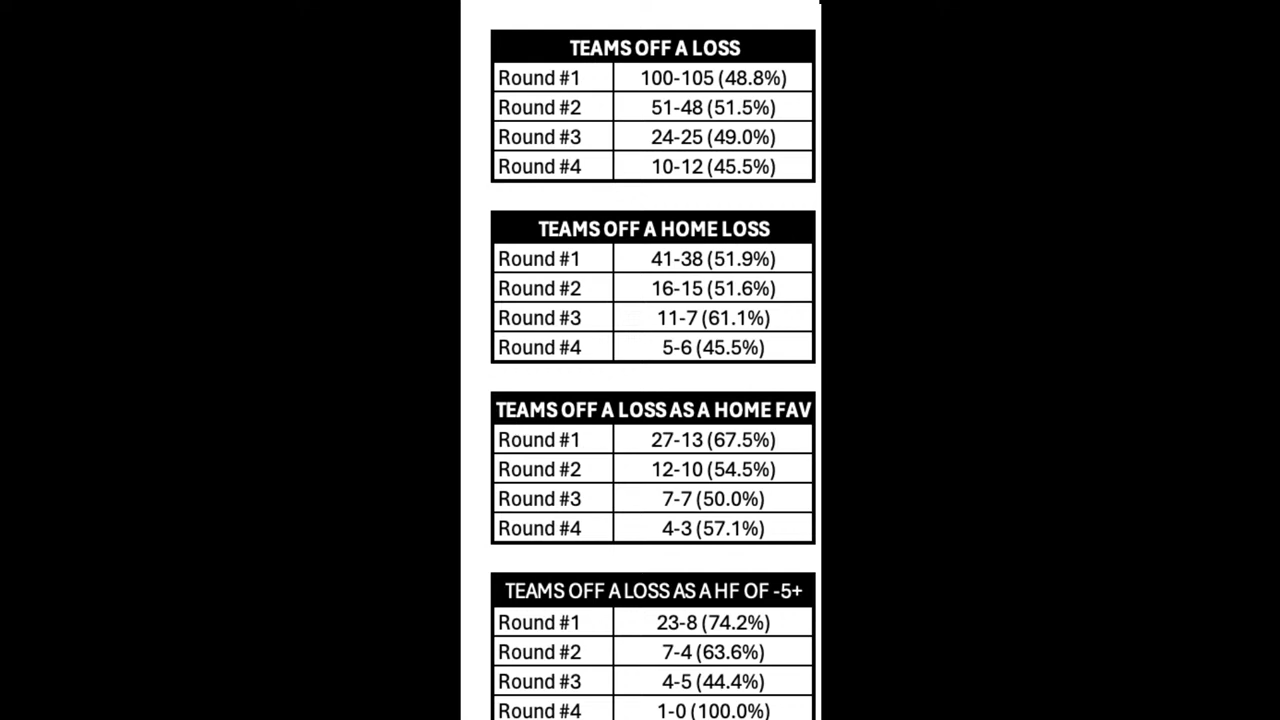 TEAMS OFF A LOSS
Round #1 100-105 (48.8%)
Round #2 51-48 (51.5%)
Round #3 24-25 (49.0%)
Round #4 10-12 (45.5%)
TEAMS OFF A HOME LOSS
Round #1 41-38 (51.9%)
Round #2 16-15 (51.6%)
Round #3 11-7 (61.1%)
Round #4 5-6 (45.5%)
TEAMS OFF A LOSS AS A HOME FAV
Round #1 27-13 (67.5%)
Round #2 12-10 (54.5%)
Round #3 7-7 (50.0%)
Round #4 4-3 (57.1%)
TEAMS OFF A LOSS AS A HF OF -5+
Round #1 23-8 (74.2%)
Round #2 7-4 (63.6%)
Round #3 4-5 (44.4%)
Round #4 1-0 (100.0%)